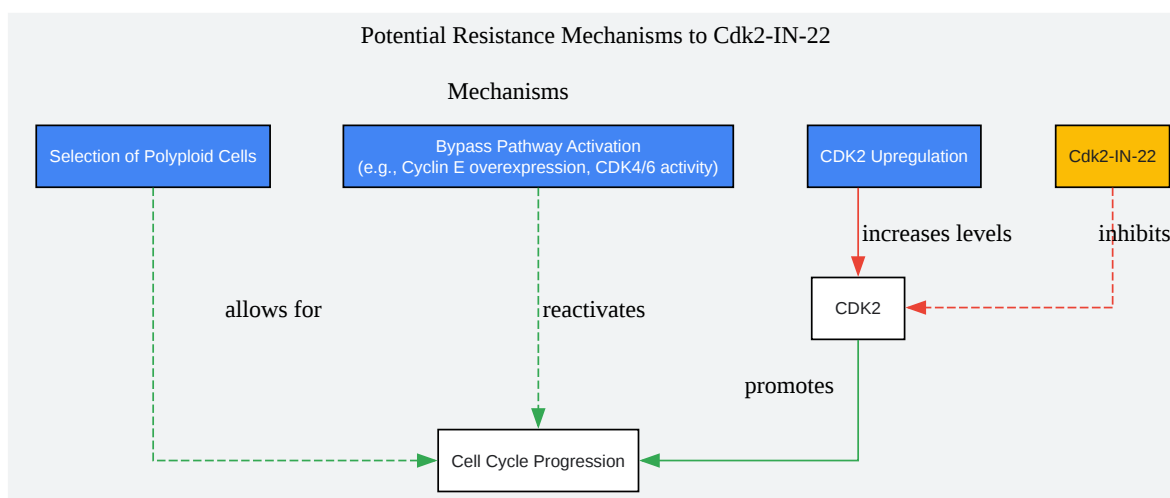 Potential Resistance Mechanisms to Cdk2-IN-22
Mechanisms
Selection of Polyploid Cells
Bypass Pathway Activation
(e.g., Cyclin E overexpression, CDK4/6 activity)
CDK2 Upregulation
Cdk2-IN-22
increases levels
inhibits
allows for
reactivates
CDK2
promotes
Cell Cycle Progression